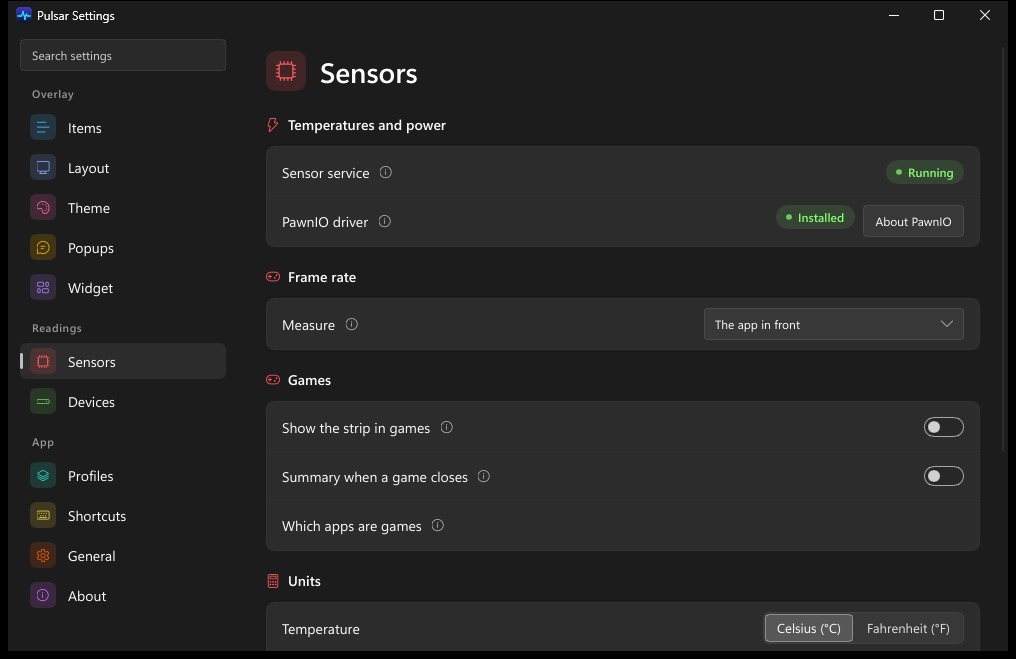 Pulsar Settings
Search settings
Overlay
Items
Layout
Theme
Popups
Widget
Readings
Sensors
Devices
App
Profiles
Shortcuts
General
About
Sensors
Temperatures and power
Sensor service
Running
PawnIO driver
Installed
About PawnIO
Frame rate
Measure
The app in front
Games
Show the strip in games
Summary when a game closes
Which apps are games
Units
Temperature
Celsius (°C)
Fahrenheit (°F)